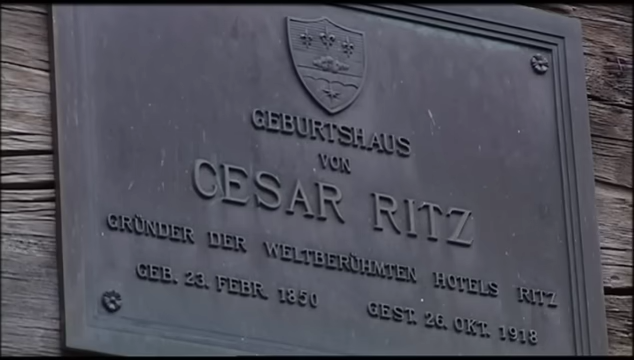 GEBURTSHAUS
VON
CESAR RITZ
GRÜNDER DER WELTBERÜHMTEN HOTELS RITZ
GEB. 23. FEBR. 1850 GEST. 26. OKT. 1918